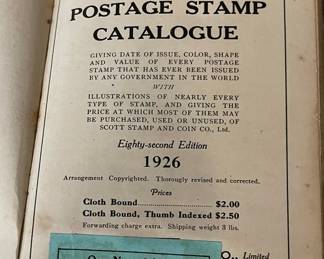 POSTAGE STAMP
CATALOGUE
GIVING DATE OF ISSUE, COLOR, SHAPE
AND VALUE OF EVERY POSTAGE
STAMP THAT HAS EVER BEEN ISSUED
BY ANY GOVERNMENT IN THE WORLD
WITH
ILLUSTRATIONS OF NEARLY EVERY
TYPE OF STAMP, AND GIVING THE
PRICE AT WHICH MOST OF THEM MAY
BE PURCHASED, USED OR UNUSED, OF
SCOTT STAMP AND COIN CO., Ltd.
Eighty-second Edition
1926
Arrangement Copyrighted. Thorougly revised and corrected.
Prices
Cloth Bound $2.00
Cloth Bound, Thumb Indexed $2.50
Forwarding charge extra. Shipping weight 3 lbs.
O., Limited